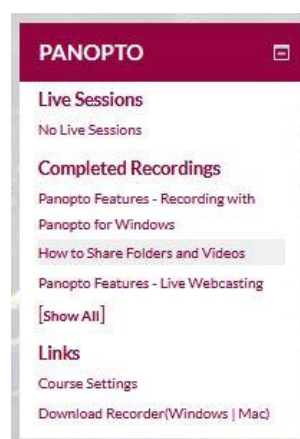 PANOPTO
Live Sessions
No Live Sessions
Completed Recordings
Panopto Features - Recording with
Panopto for Windows
How to Share Folders and Videos
Panopto Features - Live Webcasting
[Show All]
Links
Course Settings
Download Recorder(Windows | Mac)